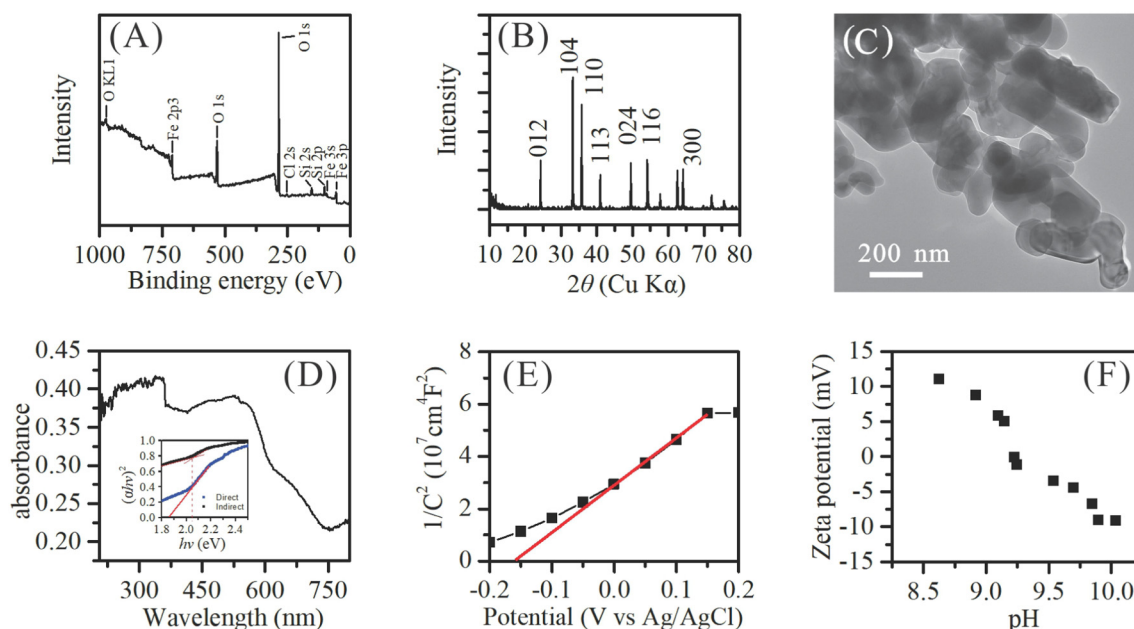 (A)
Intensity
O KL1
Fe 2p3
O 1s
O 1s
Cl 2s
Si 2s
Si 2p
Fe 3s
Fe 3p
1000 750 500 250 0
Binding energy (eV)
(B)
Intensity
012
104
110
113
024
116
300
10 20 30 40 50 60 70 80
2θ (Cu Kα)
(C)
200 nm
(D)
absorbance
0.45
0.40
0.35
0.30
0.25
0.20
300 450 600 750
Wavelength (nm)
(αhν)²
1.0
0.8
0.6
0.4
0.2
0.0
Direct
Indirect
1.8 2.0 2.2 2.4
hν (eV)
(E)
1/C² (10⁷cm⁴F²)
8
6
4
2
0
-0.2 -0.1 0.0 0.1 0.2
Potential (V vs Ag/AgCl)
(F)
Zeta potential (mV)
15
10
5
0
-5
-10
-15
8.5 9.0 9.5 10.0
pH